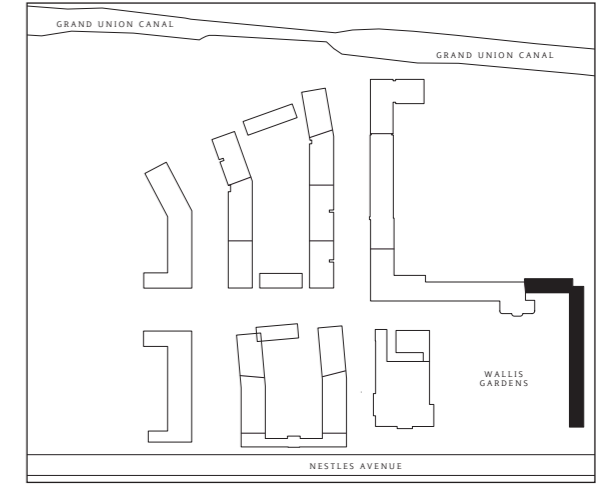 GRAND UNION CANAL
GRAND UNION CANAL
WALLIS
GARDENS
NESTLES AVENUE